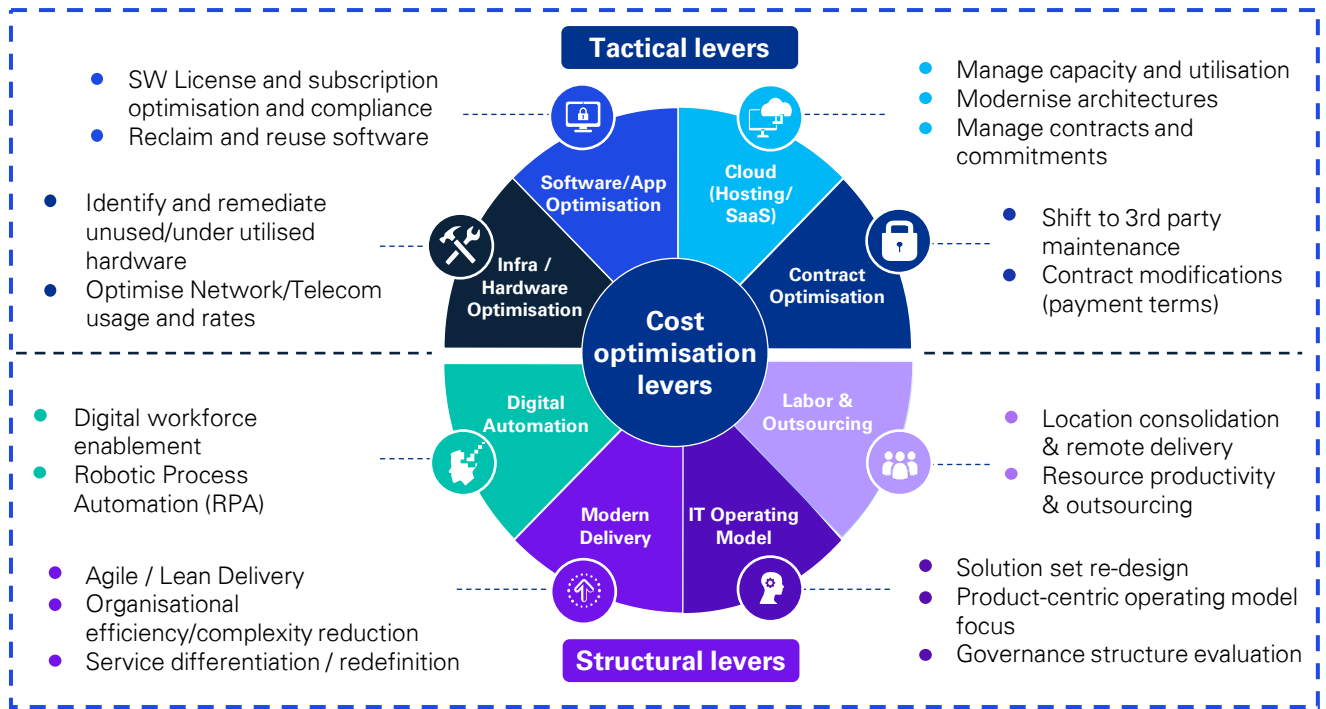 Tactical levers
SW License and subscription
optimisation and compliance
Reclaim and reuse software
Manage capacity and utilisation
Modernise architectures
Manage contracts and
commitments
Software/App
Optimisation
Cloud
(Hosting/
SaaS)
Identify and remediate
unused/under utilised
hardware
Optimise Network/Telecom
usage and rates
Infra /
Hardware
Optimisation
Contract
Optimisation
Shift to 3rd party
maintenance
Contract modifications
(payment terms)
Cost
optimisation
levers
Digital workforce
enablement
Robotic Process
Automation (RPA)
Digital
Automation
Labor &
Outsourcing
Location consolidation
& remote delivery
Resource productivity
& outsourcing
Modern
Delivery
IT Operating
Model
Agile / Lean Delivery
Organisational
efficiency/complexity reduction
Service differentiation / redefinition
Solution set re-design
Product-centric operating model
focus
Governance structure evaluation
Structural levers